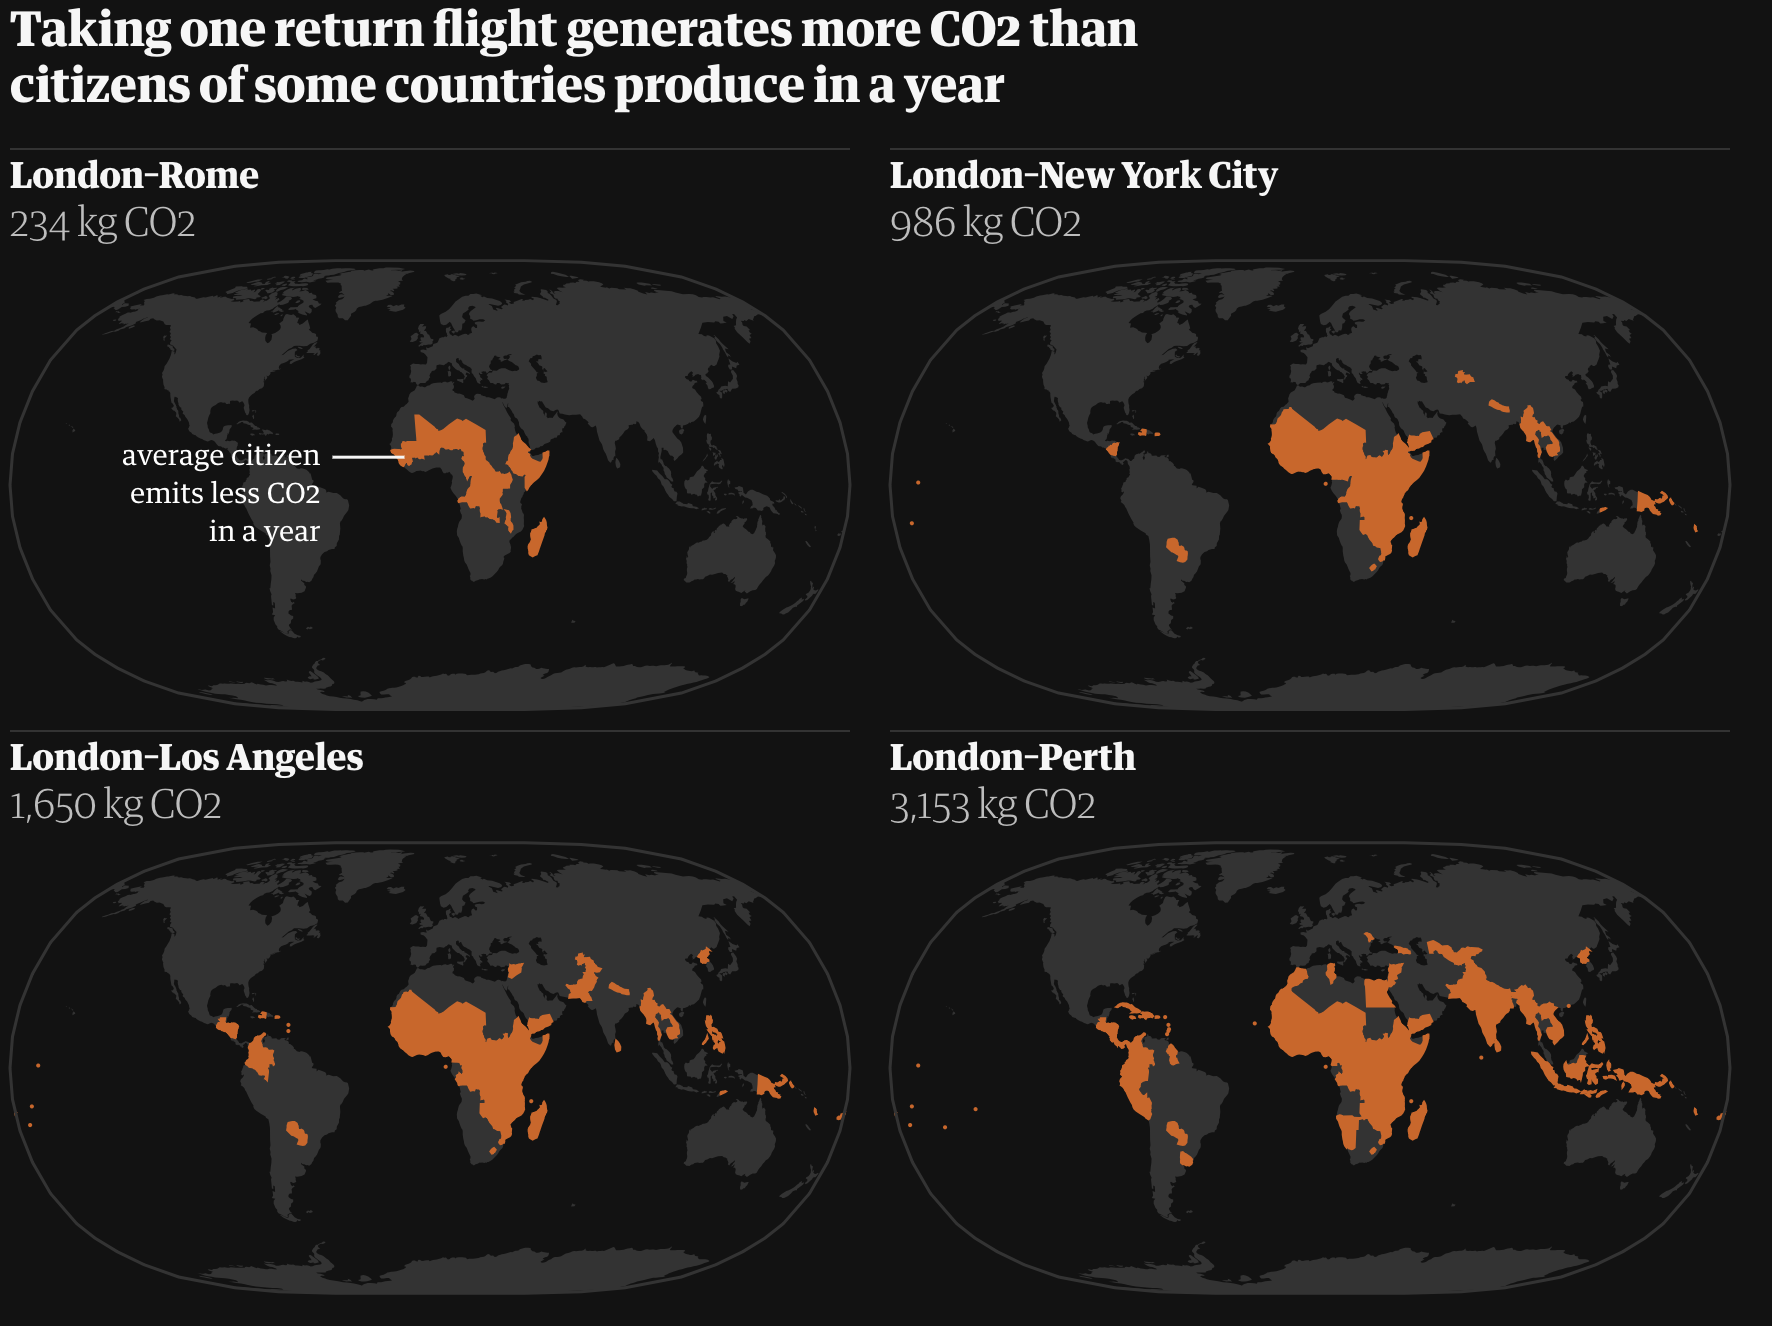 Taking one return flight generates more CO2 than
citizens of some countries produce in a year
London-Rome
234 kg CO2
average citizen
emits less CO2
in a year
London-New York City
986 kg CO2
London-Los Angeles
1,650 kg CO2
London-Perth
3,153 kg CO2